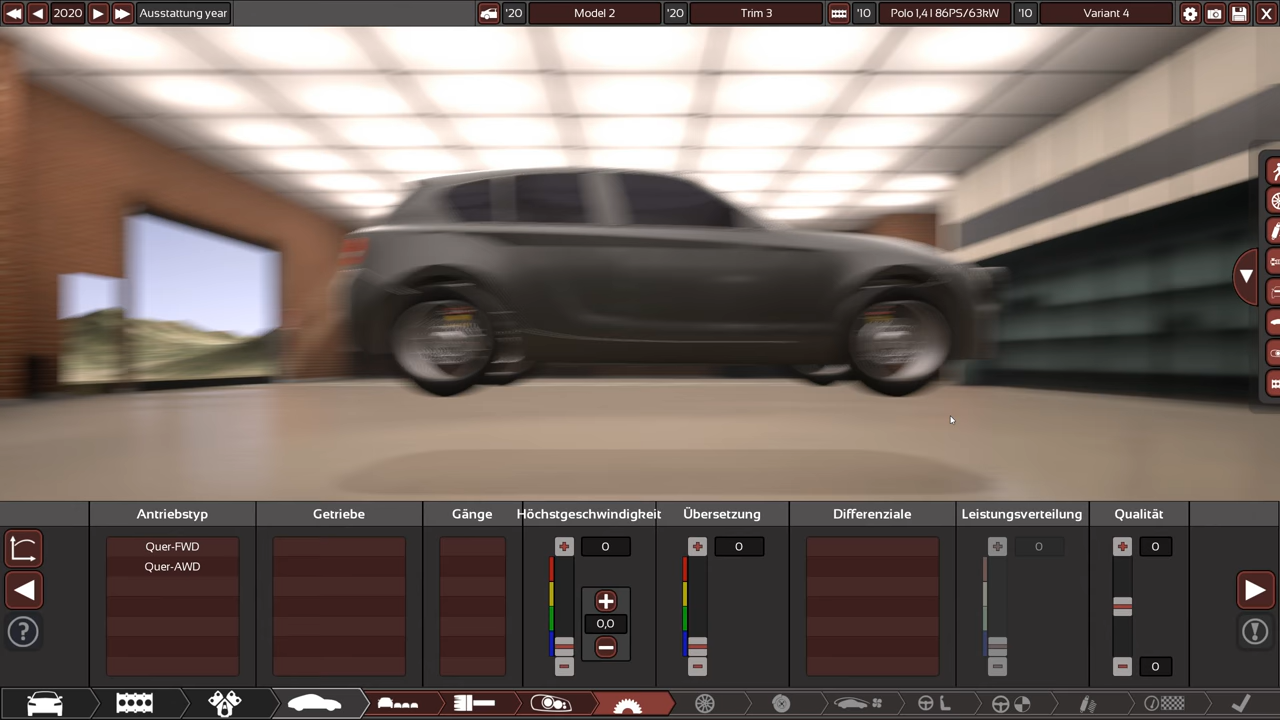 2020 Ausstattung year '20 Model 2 '20 Trim 3 '10 Polo 1,4 l 86PS/63kW '10 Variant 4
Antriebstyp Getriebe Gänge Höchstgeschwindigkeit Übersetzung Differenziale Leistungsverteilung Qualität
Quer-FWD 0 0 0 0
Quer-AWD
0,0
0